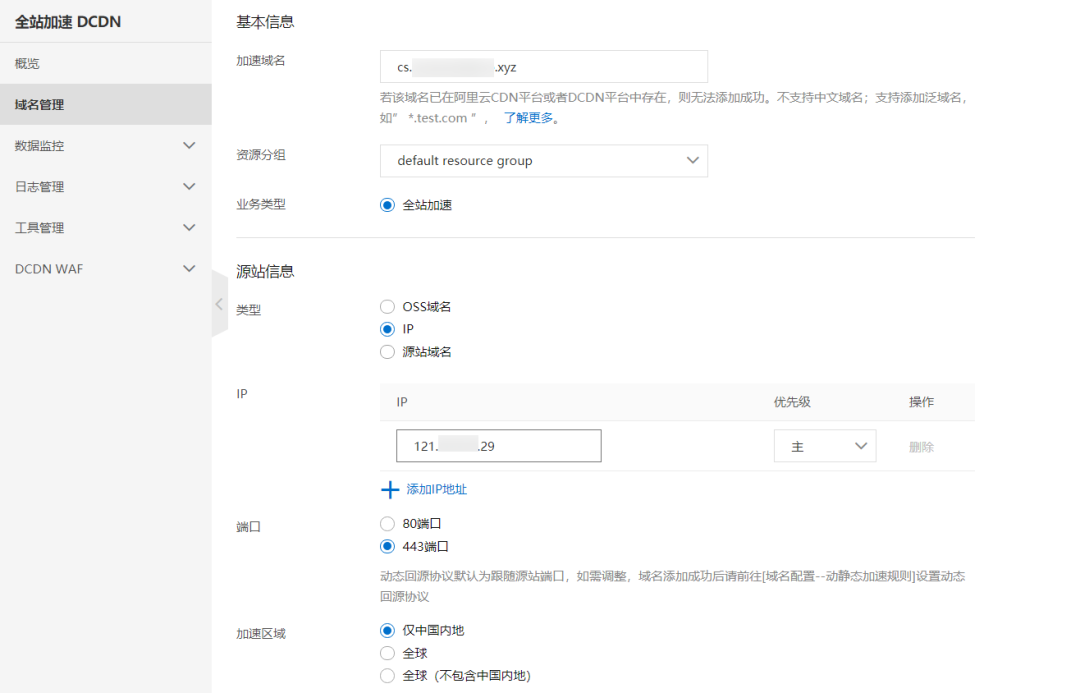 全站加速 DCDN
概览
域名管理
数据监控
日志管理
工具管理
DCDN WAF
基本信息
加速域名
cs. .xyz
若该域名已在阿里云CDN平台或者DCDN平台中存在，则无法添加成功。不支持中文域名；支持添加泛域名，
如” *.test.com ”， 了解更多。
资源分组
default resource group
业务类型
全站加速
源站信息
类型
OSS域名
IP
源站域名
IP
IP 优先级 操作
121. .29 主 删除
添加IP地址
端口
80端口
443端口
动态回源协议默认为跟随源站端口，如需调整，域名添加成功后请前往[域名配置--动静态加速规则]设置动态
回源协议
加速区域
仅中国内地
全球
全球（不包含中国内地）